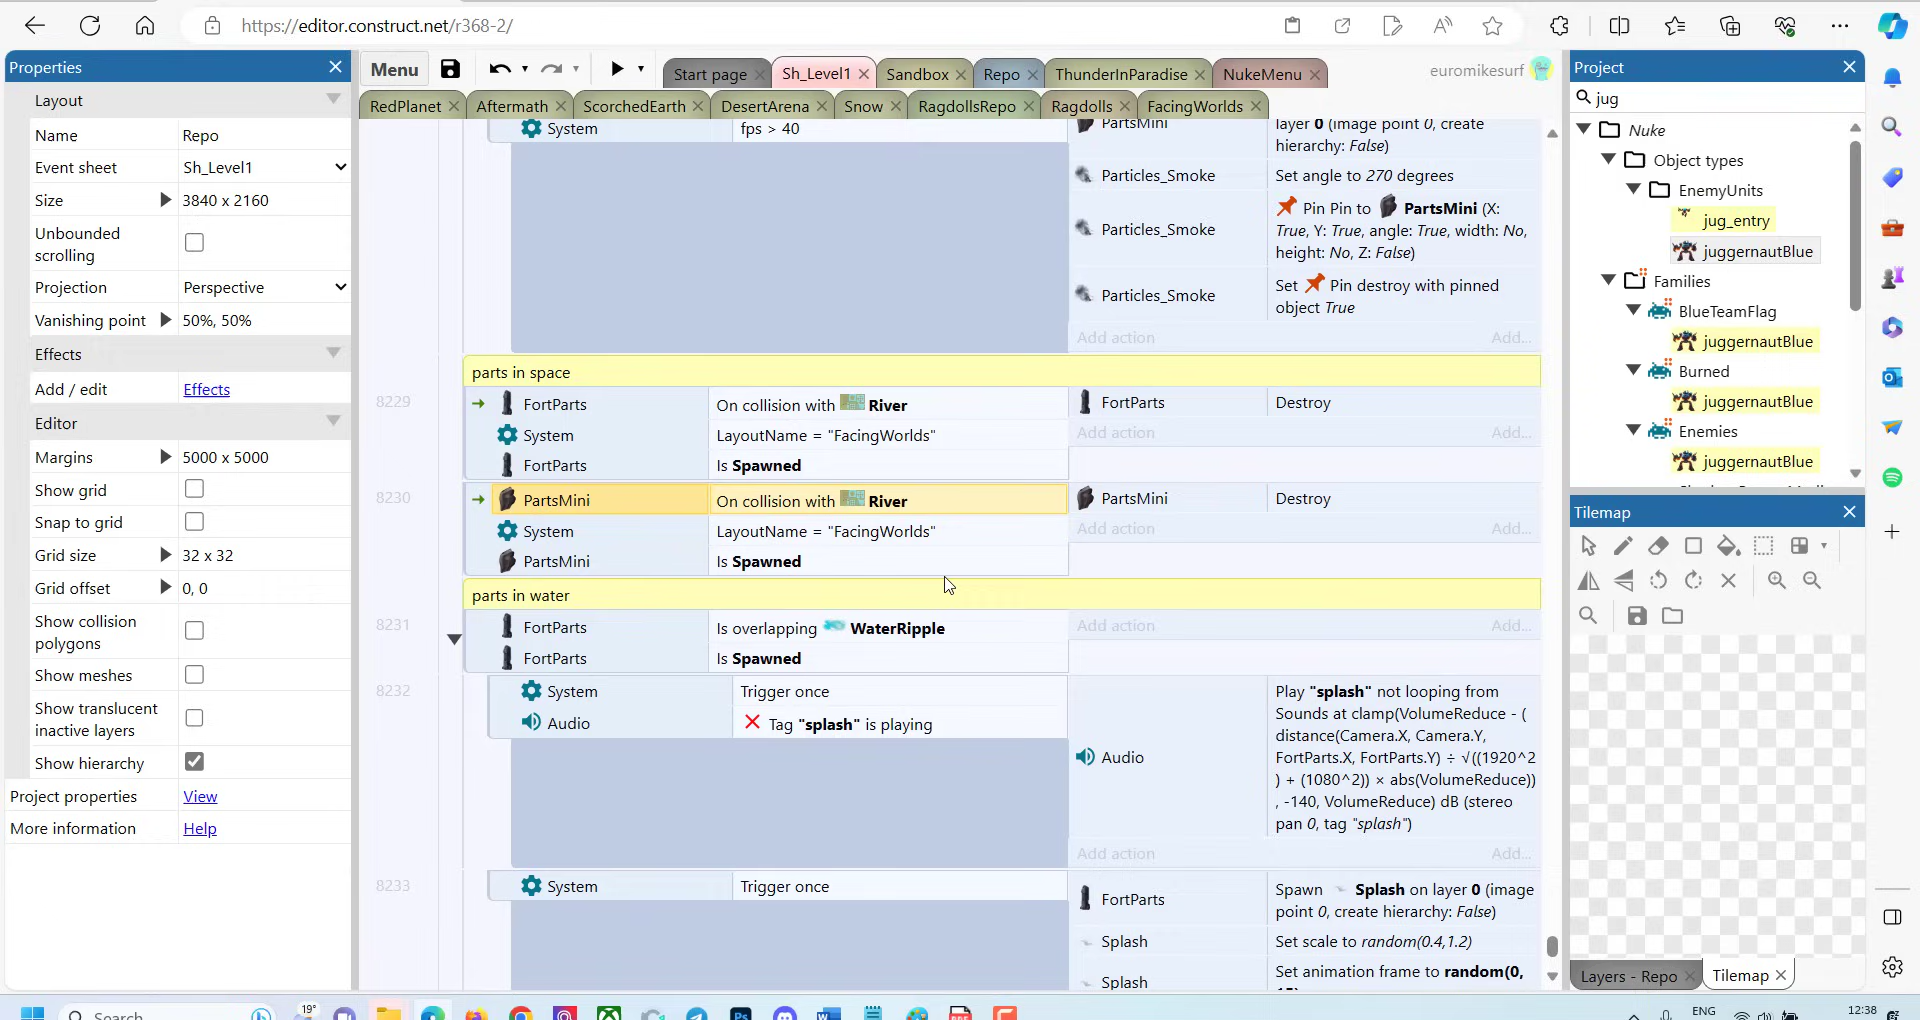 https://editor.construct.net/r368-2/
Properties
Layout
Name Repo
Event sheet Sh_Level1
Size 3840 x 2160
Unbounded
scrolling
Projection Perspective
Vanishing point 50%, 50%
Effects
Add / edit Effects
Editor
Margins 5000 x 5000
Show grid
Snap to grid
Grid size 32 x 32
Grid offset 0, 0
Show collision
polygons
Show meshes
Show translucent
inactive layers
Show hierarchy
Project properties View
More information Help
Menu
Start page Sh_Level1 Sandbox Repo ThunderInParadise NukeMenu
euromikesurf
RedPlanet Aftermath ScorchedEarth DesertArena Snow RagdollsRepo Ragdolls FacingWorlds
System fps > 40
PartsMini layer 0 (image point 0, create
hierarchy: False)
Particles_Smoke Set angle to 270 degrees
Particles_Smoke Pin Pin to PartsMini (X:
True, Y: True, angle: True, width: No,
height: No, Z: False)
Particles_Smoke Set Pin destroy with pinned
object True
Add action Add...
parts in space
8229 FortParts On collision with River
System LayoutName = "FacingWorlds"
FortParts Is Spawned
FortParts Destroy
Add action Add...
8230 PartsMini On collision with River
System LayoutName = "FacingWorlds"
PartsMini Is Spawned
PartsMini Destroy
Add action Add...
parts in water
8231 FortParts Is overlapping WaterRipple
FortParts Is Spawned
Add action Add...
8232 System Trigger once
Audio Tag "splash" is playing
Audio Play "splash" not looping from
Sounds at clamp(VolumeReduce - (
distance(Camera.X, Camera.Y,
FortParts.X, FortParts.Y) ÷ √((1920^2
) + (1080^2)) × abs(VolumeReduce))
, -140, VolumeReduce) dB (stereo
pan 0, tag "splash")
Add action Add...
8233 System Trigger once
FortParts Spawn Splash on layer 0 (image
point 0, create hierarchy: False)
Splash Set scale to random(0.4,1.2)
Splash Set animation frame to random(0,
Project
jug
Nuke
Object types
EnemyUnits
jug_entry
juggernautBlue
Families
BlueTeamFlag
juggernautBlue
Burned
juggernautBlue
Enemies
juggernautBlue
Tilemap
Layers - Repo Tilemap
Search
19°
ENG
12:38